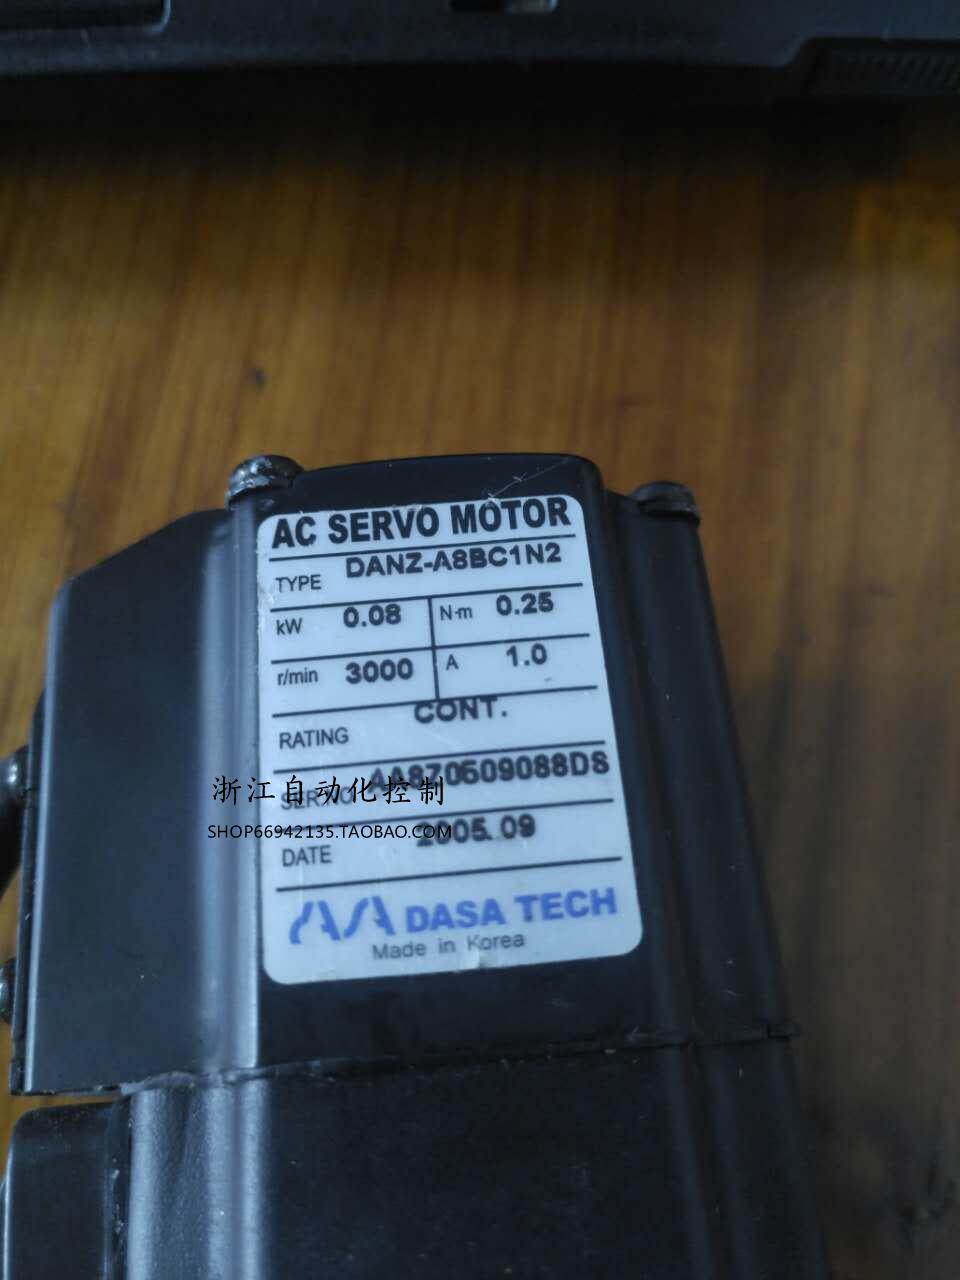 AC SERVO MOTOR
TYPE DANZ-A8BC1N2
kW 0.08 N·m 0.25
r/min 3000 A 1.0
RATING CONT.
AA8Z0509088DS
浙江自动化控制
SHOP66942135.TAOBAO.COM
DATE 2005.09
DASA TECH
Made in Korea